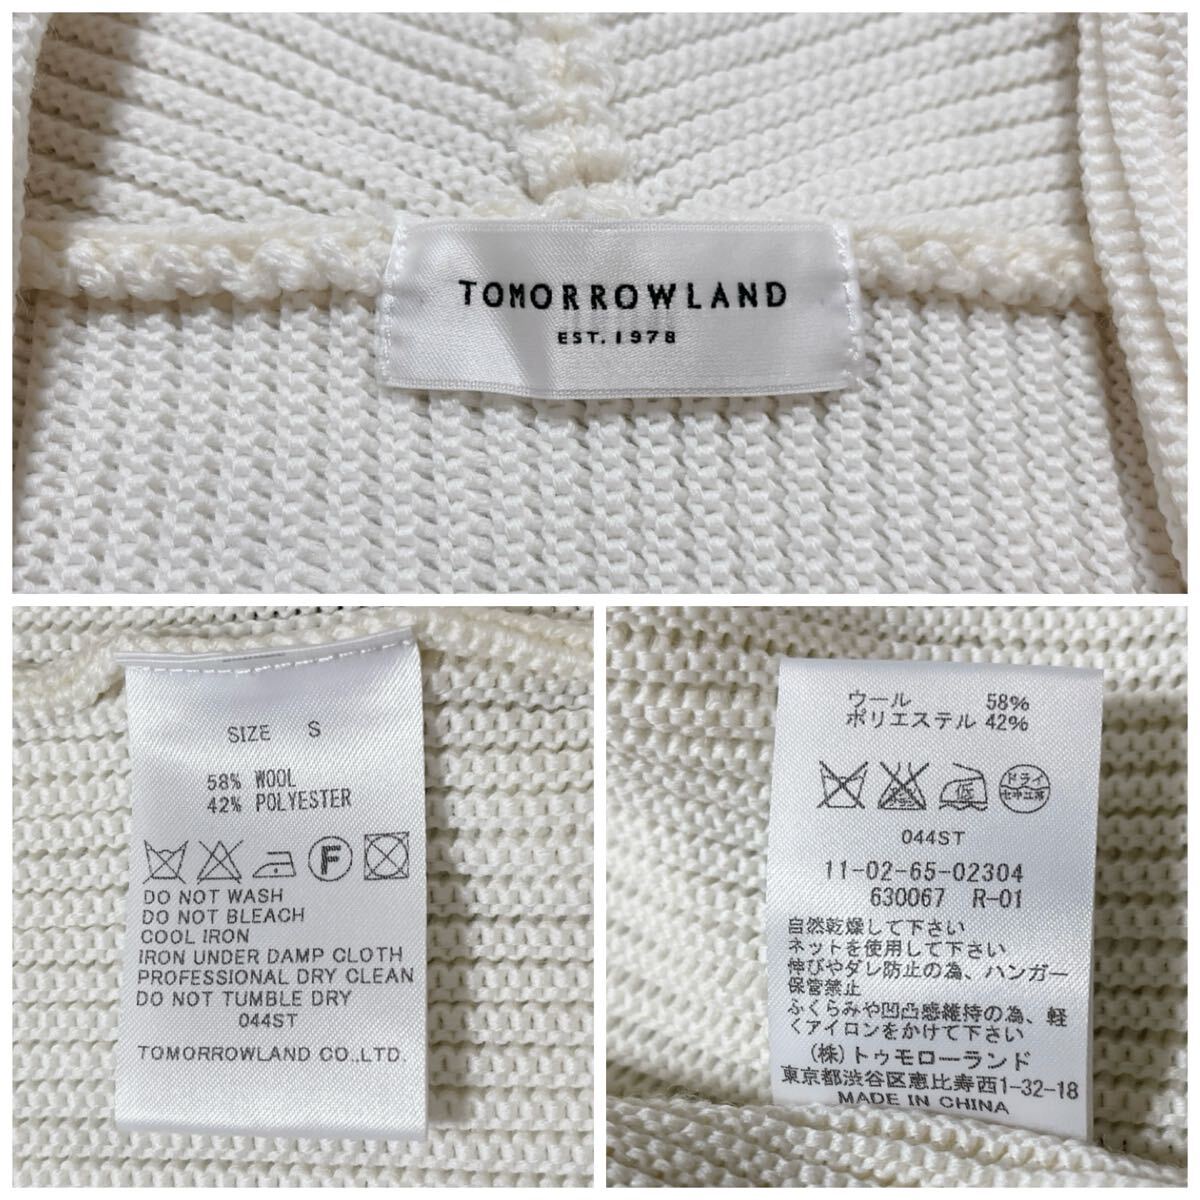 TOMORROWLAND
EST. 1978
SIZE S
58% WOOL
42% POLYESTER
F
DO NOT WASH
DO NOT BLEACH
COOL IRON
IRON UNDER DAMP CLOTH
PROFESSIONAL DRY CLEAN
DO NOT TUMBLE DRY
044ST
TOMORROWLAND CO.,LTD.
ウール 58%
ポリエステル 42%
低 ドライ
044ST
11-02-65-02304
630067 R-01
自然乾燥して下さい
ネットを使用して下さい
伸びやダレ防止の為、ハンガー
保管禁止
ふくらみや凹凸感維持の為、軽
くアイロンをかけて下さい
(株)トゥモローランド
東京都渋谷区恵比寿西1-32-18
MADE IN CHINA